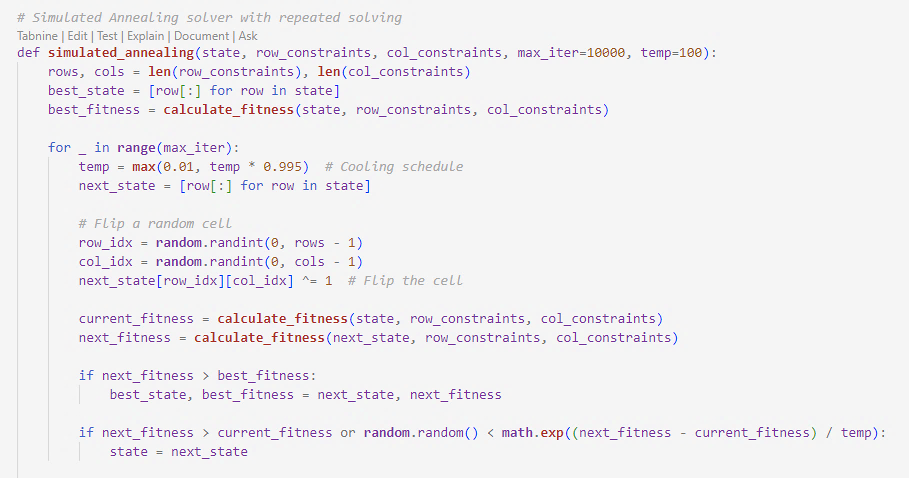 # Simulated Annealing solver with repeated solving
Tabnine | Edit | Test | Explain | Document | Ask
def simulated_annealing(state, row_constraints, col_constraints, max_iter=10000, temp=100):
    rows, cols = len(row_constraints), len(col_constraints)
    best_state = [row[:] for row in state]
    best_fitness = calculate_fitness(state, row_constraints, col_constraints)

    for _ in range(max_iter):
        temp = max(0.01, temp * 0.995)  # Cooling schedule
        next_state = [row[:] for row in state]

        # Flip a random cell
        row_idx = random.randint(0, rows - 1)
        col_idx = random.randint(0, cols - 1)
        next_state[row_idx][col_idx] ^= 1  # Flip the cell

        current_fitness = calculate_fitness(state, row_constraints, col_constraints)
        next_fitness = calculate_fitness(next_state, row_constraints, col_constraints)

        if next_fitness > best_fitness:
            best_state, best_fitness = next_state, next_fitness

        if next_fitness > current_fitness or random.random() < math.exp((next_fitness - current_fitness) / temp):
            state = next_state